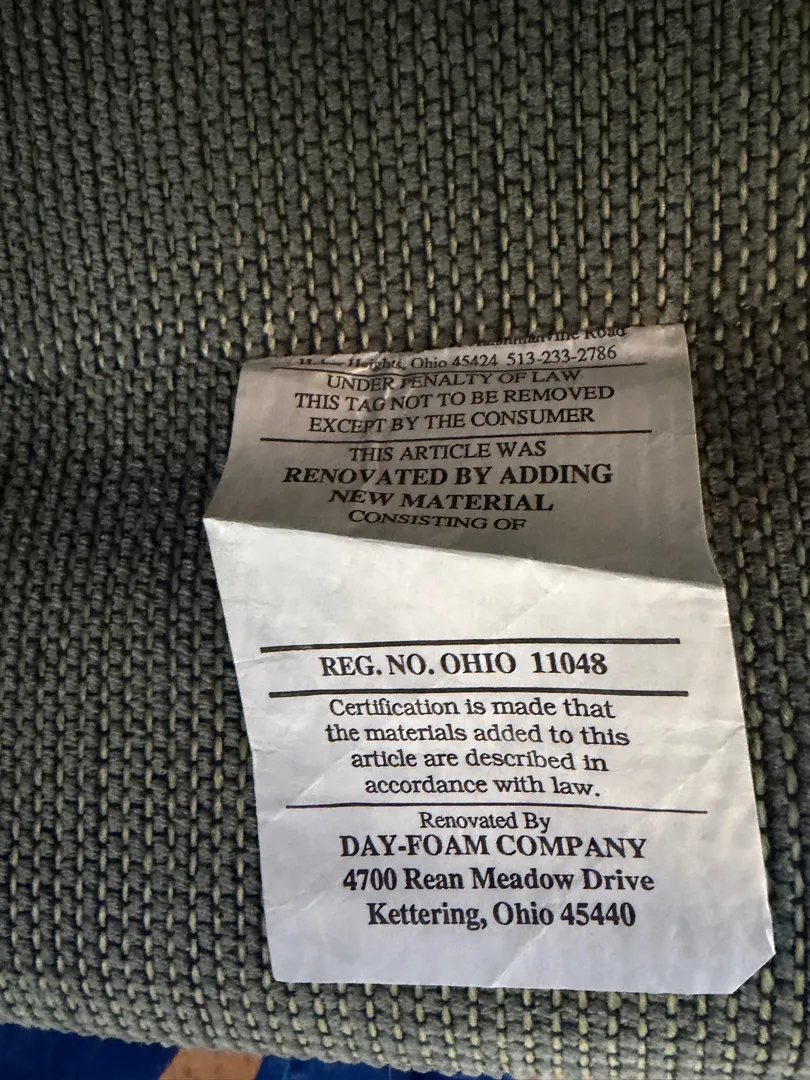 Road
Heights, Ohio 45424 513-233-2786
UNDER PENALTY OF LAW
THIS TAG NOT TO BE REMOVED
EXCEPT BY THE CONSUMER
THIS ARTICLE WAS
RENOVATED BY ADDING
NEW MATERIAL
CONSISTING OF
REG. NO. OHIO 11048
Certification is made that
the materials added to this
article are described in
accordance with law.
Renovated By
DAY-FOAM COMPANY
4700 Rean Meadow Drive
Kettering, Ohio 45440